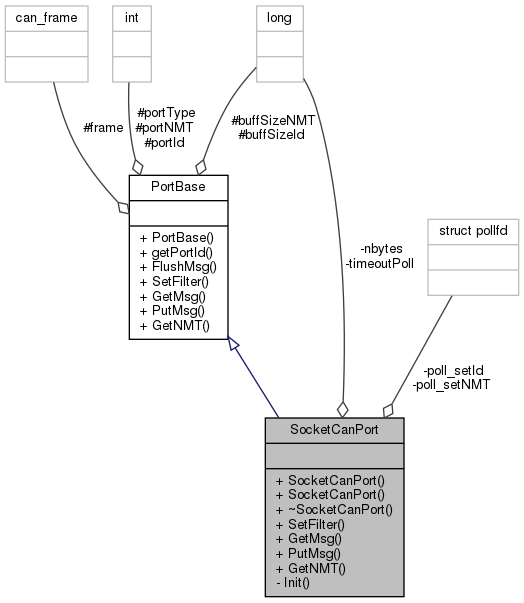 can_frame
int
long
#frame
#portType
#portNMT
#portId
#buffSizeNMT
#buffSizeId
PortBase
+ PortBase()
+ getPortId()
+ FlushMsg()
+ SetFilter()
+ GetMsg()
+ PutMsg()
+ GetNMT()
struct pollfd
-nbytes
-timeoutPoll
-poll_setId
-poll_setNMT
SocketCanPort
+ SocketCanPort()
+ SocketCanPort()
+ ~SocketCanPort()
+ SetFilter()
+ GetMsg()
+ PutMsg()
+ GetNMT()
- Init()